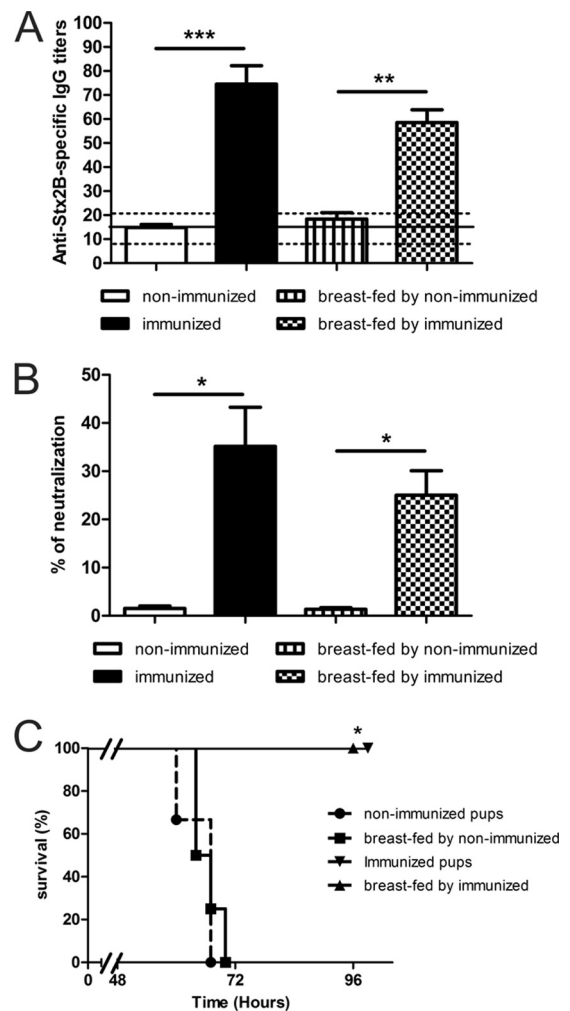 A
Anti-Stx2B-specific IgG titers
100
90
80
70
60
50
40
30
20
10
0
***
**
non-immunized
breast-fed by non-immunized
immunized
breast-fed by immunized
B
% of neutralization
50
40
30
20
10
0
*
*
non-immunized
breast-fed by non-immunized
immunized
breast-fed by immunized
C
survival (%)
100
80
60
40
20
0
*
non-immunized pups
breast-fed by non-immunized
Immunized pups
breast-fed by immunized
0 48 72 96
Time (Hours)